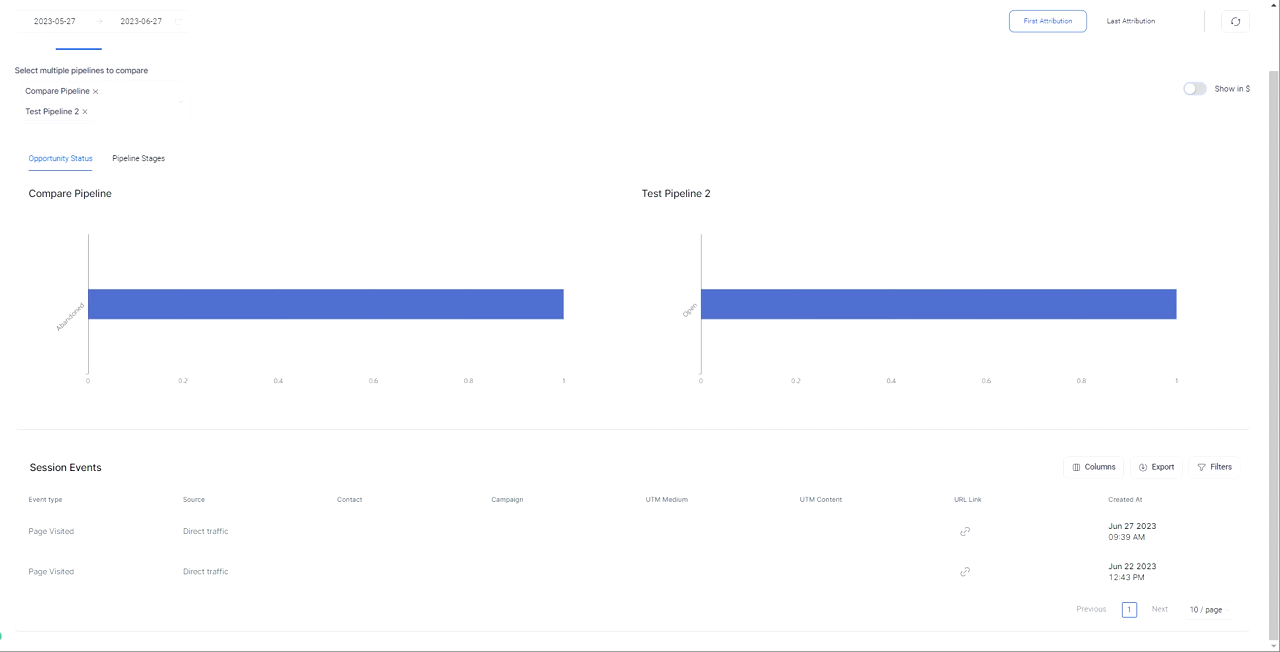 2023-05-27 → 2023-06-27
First Attribution
Last Attribution
Select multiple pipelines to compare
Compare Pipeline ×
Show in $
Test Pipeline 2 ×
Opportunity Status
Pipeline Stages
Compare Pipeline
Abandoned
0 0.2 0.4 0.6 0.8 1
Test Pipeline 2
Open
0 0.2 0.4 0.6 0.8 1
Session Events
Columns
Export
Filters
Event type Source Contact Campaign UTM Medium UTM Content URL Link Created At
Page Visited Direct traffic Jun 27 2023
09:39 AM
Page Visited Direct traffic Jun 22 2023
12:43 PM
Previous 1 Next 10 / page